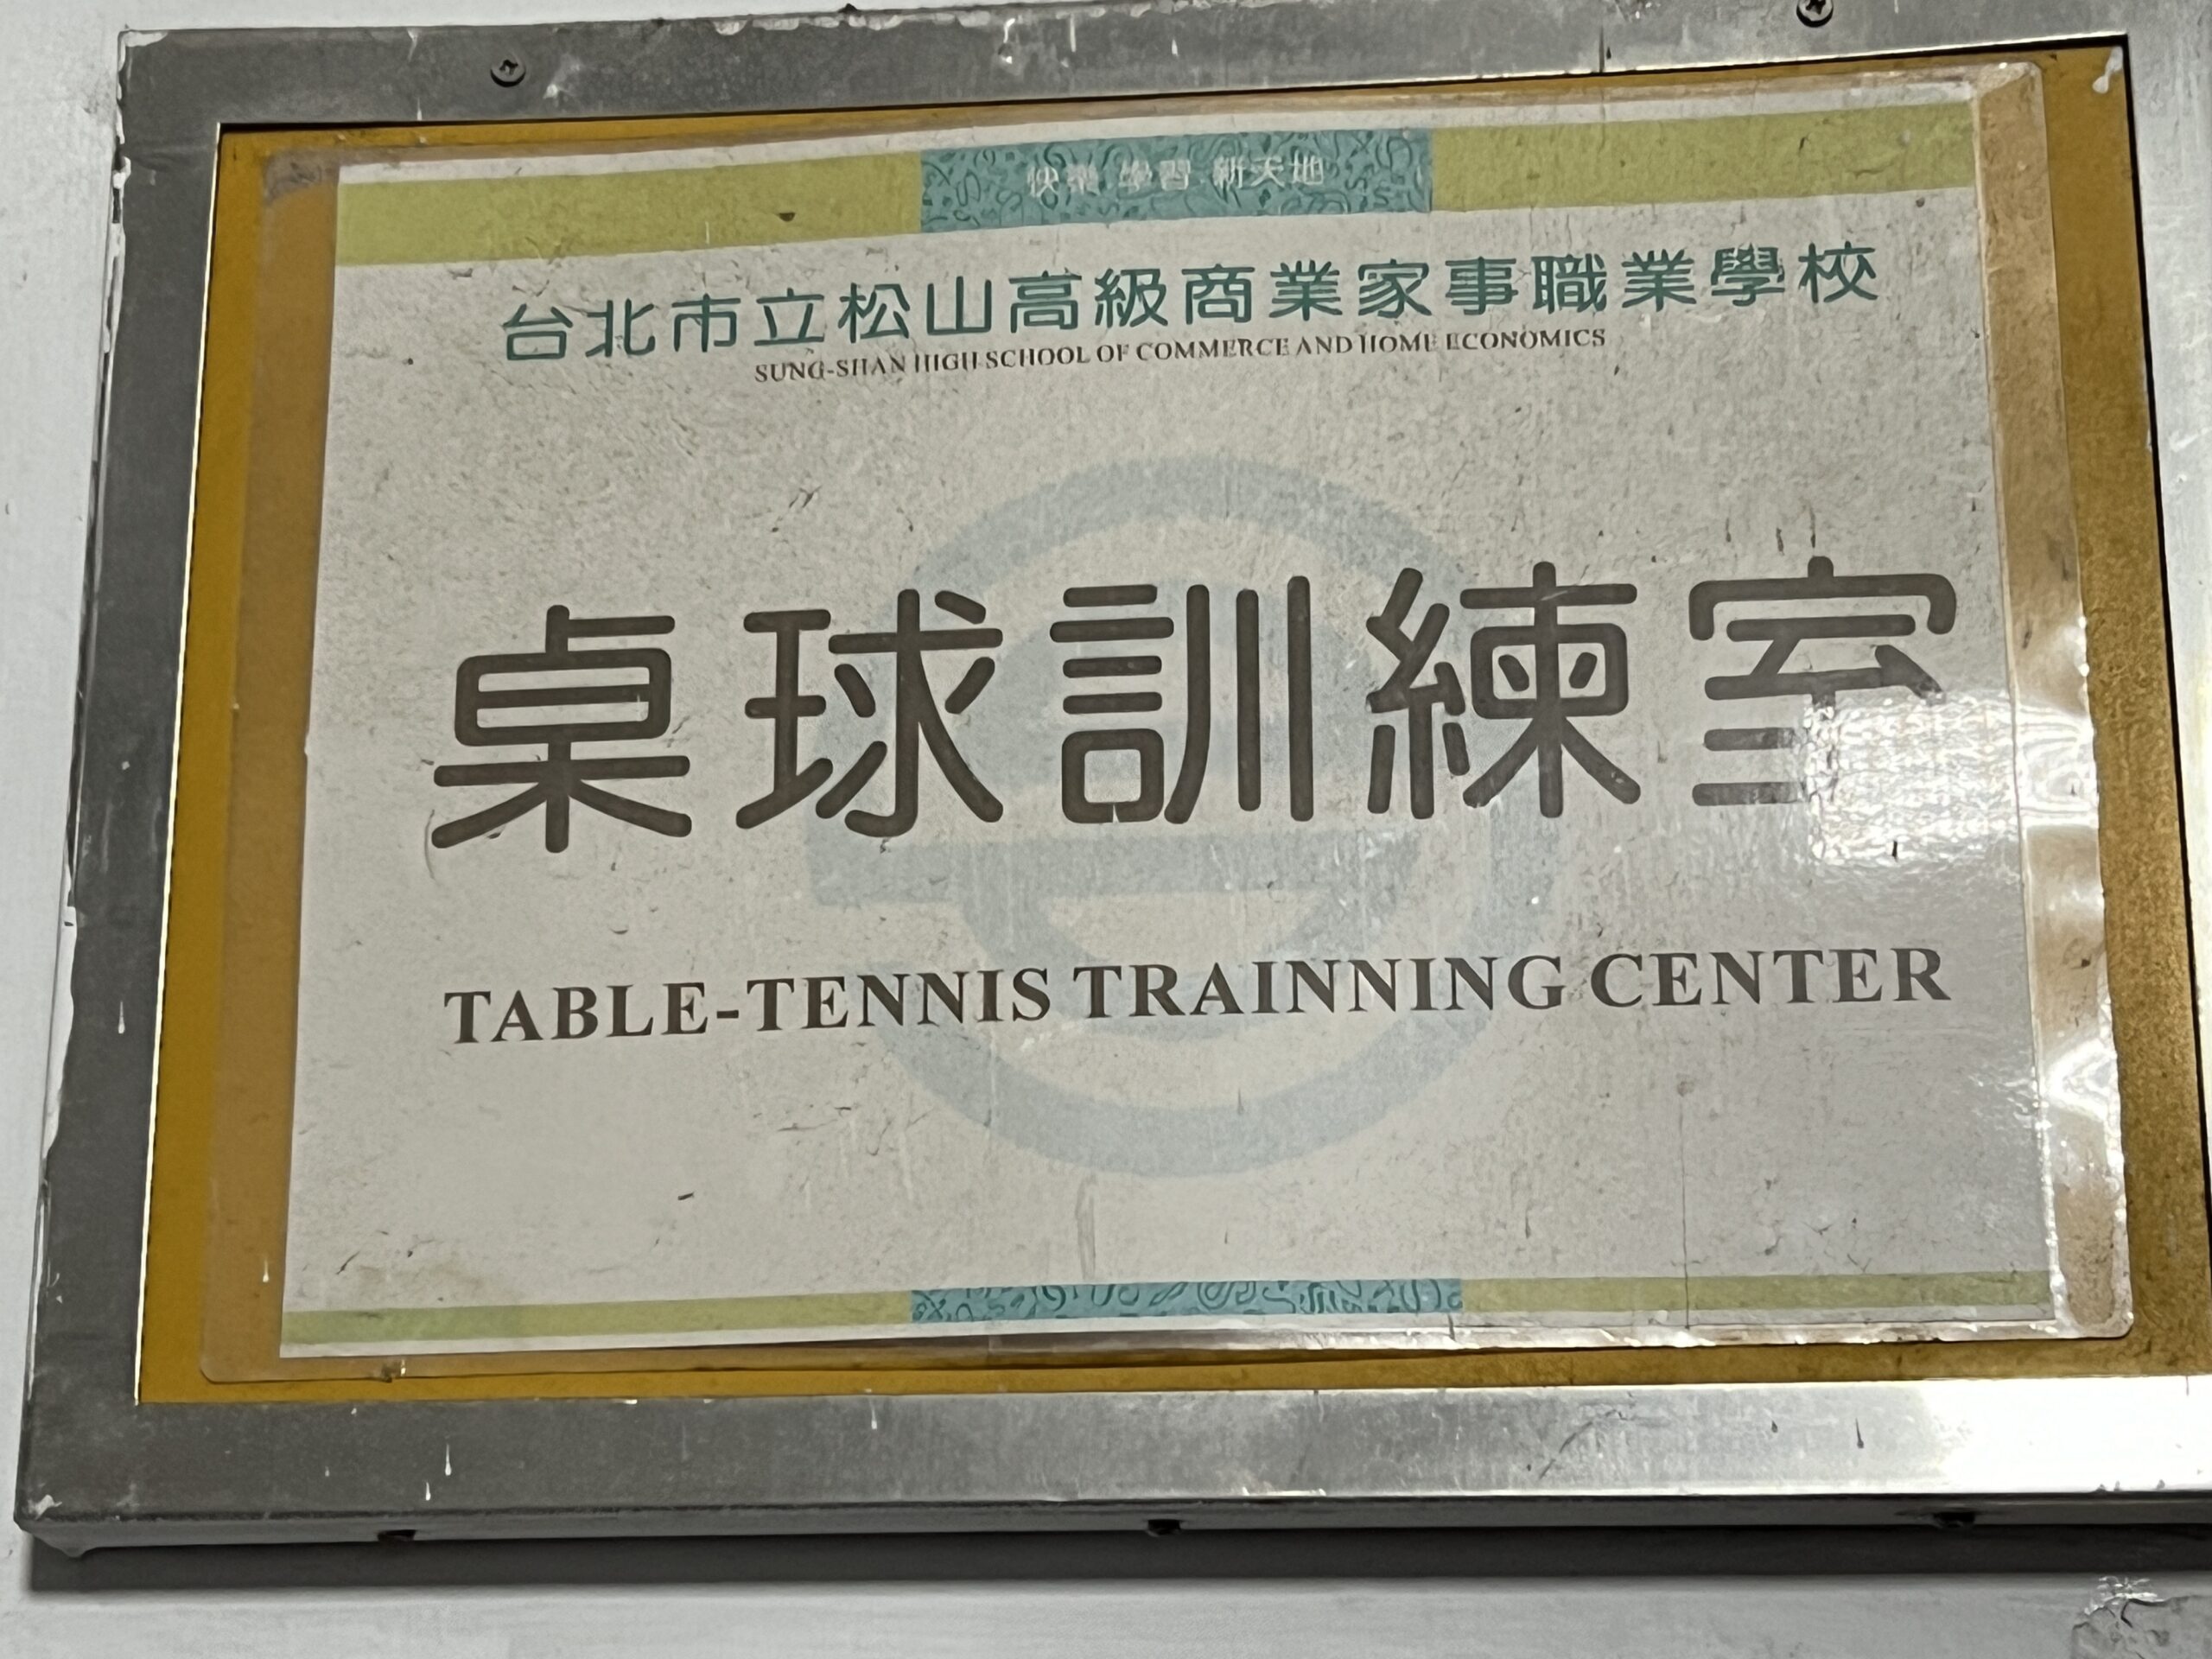 快樂 學習 新天地
台北市立松山高級商業家事職業學校
SUNG-SHAN HIGH SCHOOL OF COMMERCE AND HOME ECONOMICS
桌球訓練室
TABLE-TENNIS TRAINNING CENTER